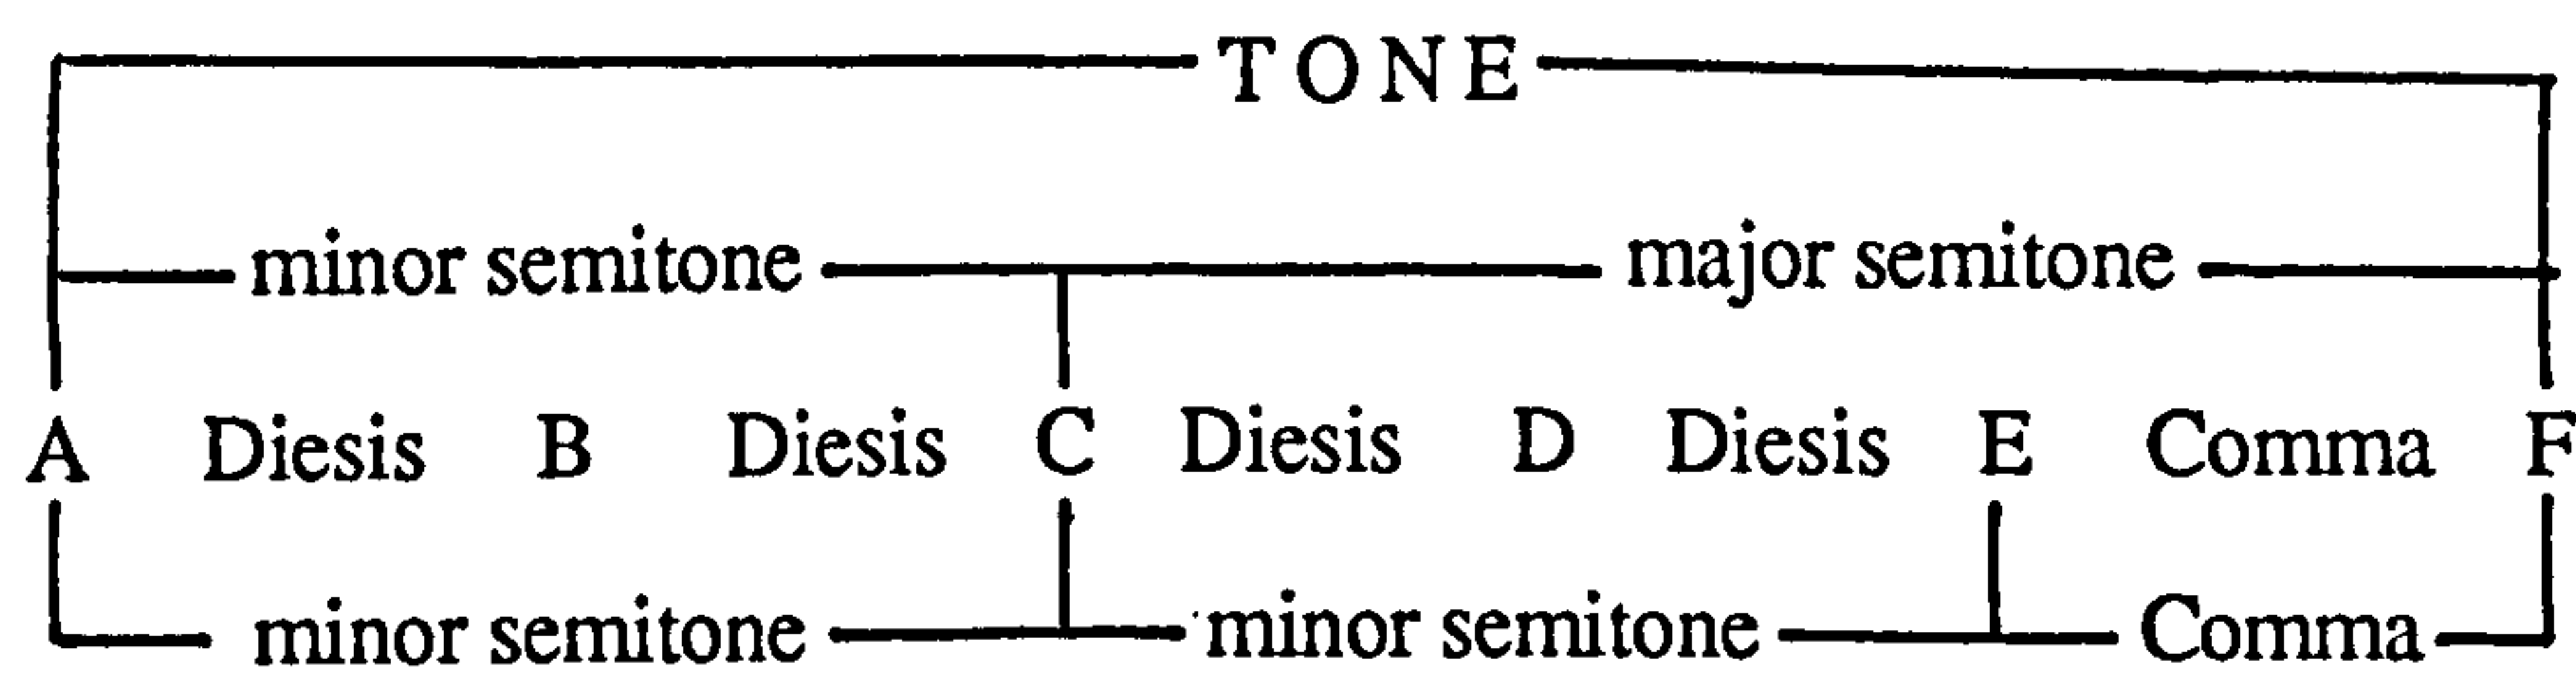 TONE
minor semitone major semitone
A Diesis B Diesis C Diesis D Diesis E Comma F
minor semitone minor semitone Comma